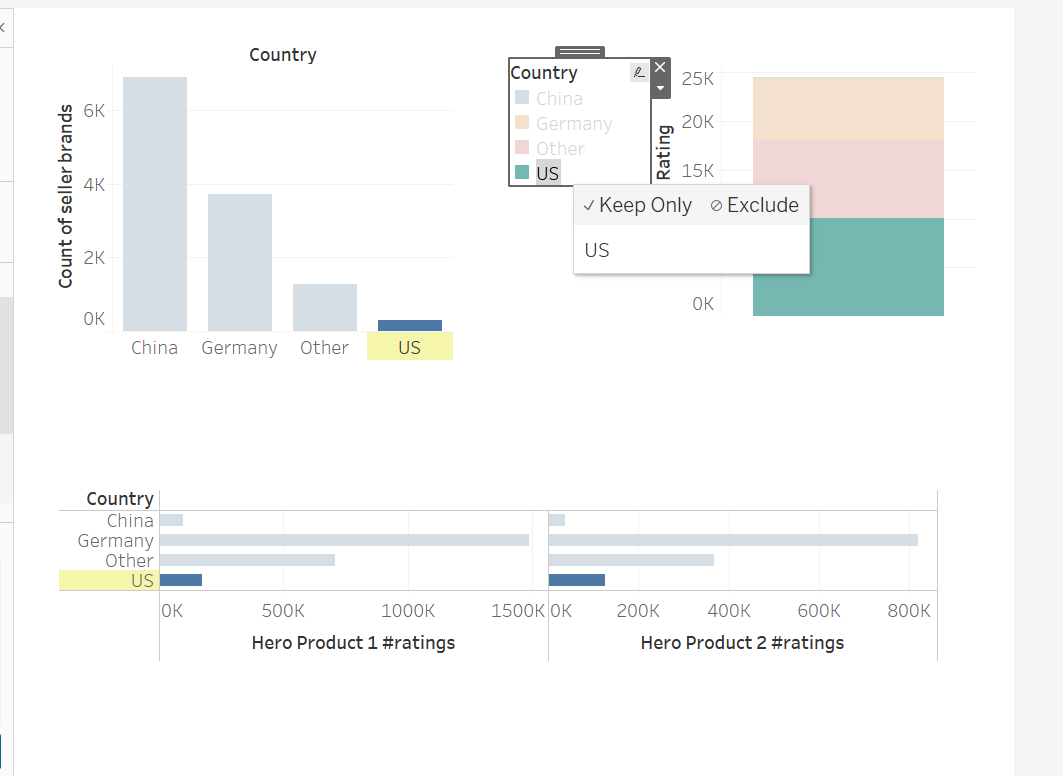 Country
Count of seller brands
6K
4K
2K
0K
China Germany Other US
Country
China
Germany
Other
US
Rating
25K
20K
15K
0K
Keep Only Exclude
US
Country
China
Germany
Other
US
0K 500K 1000K 1500K 0K 200K 400K 600K 800K
Hero Product 1 #ratings Hero Product 2 #ratings